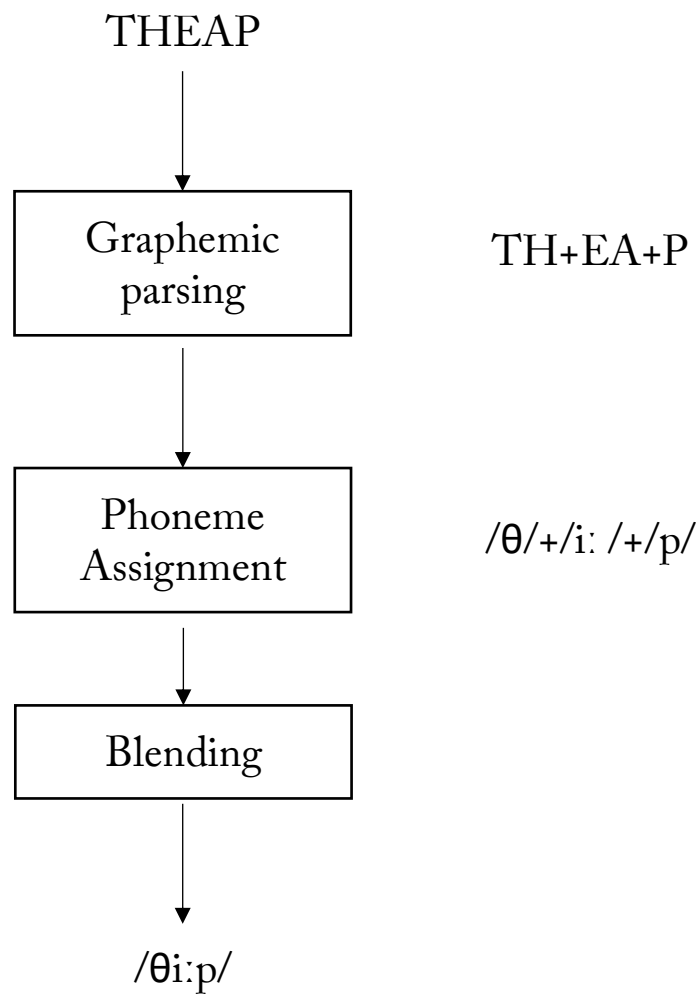 THEAP
Graphemic
parsing
TH+EA+P
Phoneme
Assignment
/θ/+/iː /+/p/
Blending
/θiːp/